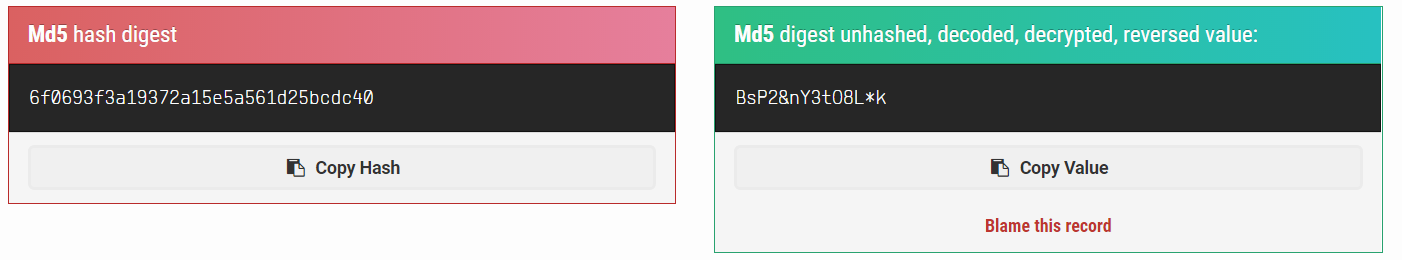 Md5 hash digest
6f0693f3a19372a15e5a561d25bcdc40
Copy Hash
Md5 digest unhashed, decoded, decrypted, reversed value:
BsP2&nY3tO8L*k
Copy Value
Blame this record